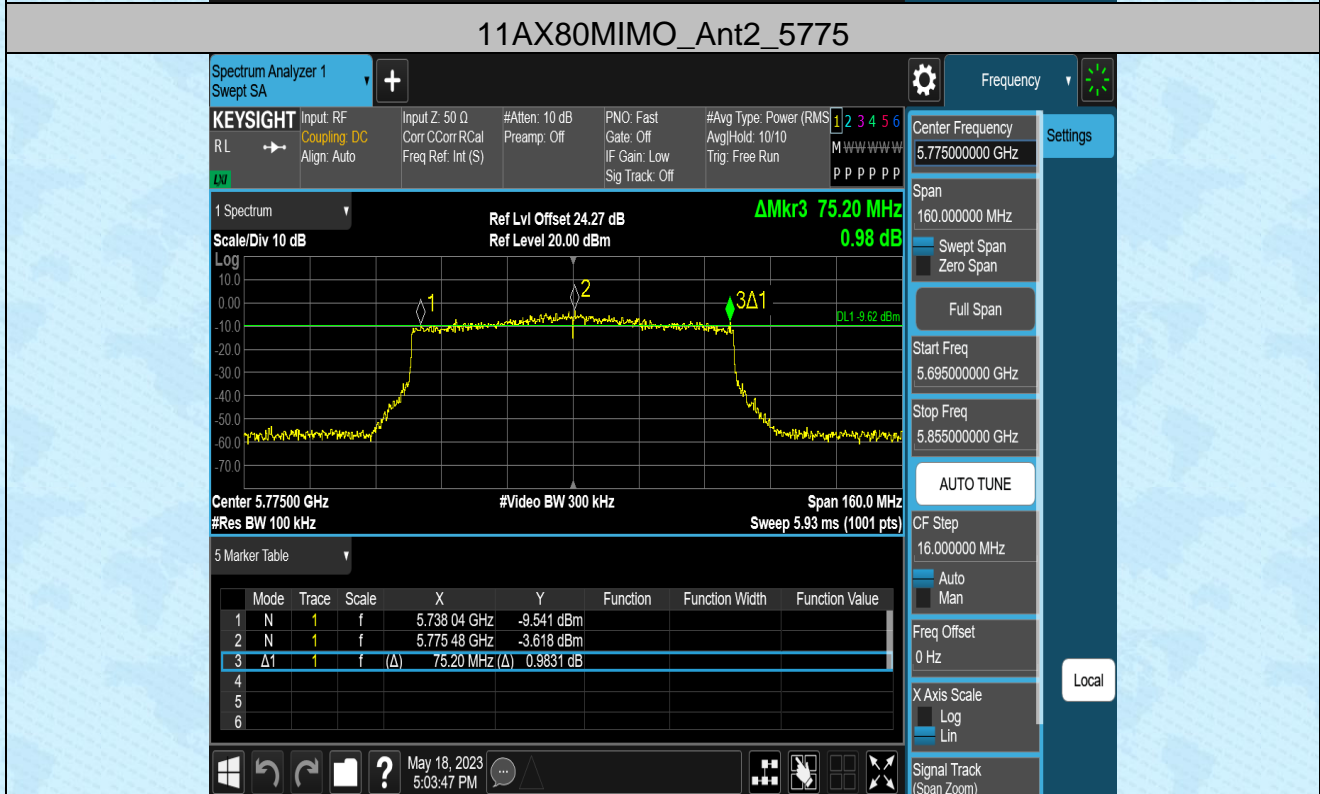 11AX80MIMO_Ant2_5775
Spectrum Analyzer 1
Swept SA
Frequency
KEYSIGHT
RL
LXI
Input: RF
Coupling: DC
Align: Auto
Input Z: 50 Ω
Corr CCorr RCal
Freq Ref: Int (S)
#Atten: 10 dB
Preamp: Off
PNO: Fast
Gate: Off
IF Gain: Low
Sig Track: Off
#Avg Type: Power (RMS
Avg|Hold: 10/10
Trig: Free Run
1 2 3 4 5 6
M W W W W W
P P P P P P
1 Spectrum
Scale/Div 10 dB
Ref Lvl Offset 24.27 dB
Ref Level 20.00 dBm
ΔMkr3 75.20 MHz
0.98 dB
Log
10.0
0.00
-10.0
-20.0
-30.0
-40.0
-50.0
-60.0
-70.0
1
2
3Δ1
DL1 -9.62 dBm
Center 5.77500 GHz
#Video BW 300 kHz
Span 160.0 MHz
#Res BW 100 kHz
Sweep 5.93 ms (1001 pts)
5 Marker Table
Mode Trace Scale X Y Function Function Width Function Value
1 N 1 f 5.738 04 GHz -9.541 dBm
2 N 1 f 5.775 48 GHz -3.618 dBm
3 Δ1 1 f (Δ) 75.20 MHz (Δ) 0.9831 dB
4
5
6
?
May 18, 2023
5:03:47 PM
Center Frequency
5.775000000 GHz
Settings
Span
160.000000 MHz
Swept Span
Zero Span
Full Span
Start Freq
5.695000000 GHz
Stop Freq
5.855000000 GHz
AUTO TUNE
CF Step
16.000000 MHz
Auto
Man
Freq Offset
0 Hz
X Axis Scale
Log
Lin
Local
Signal Track
(Span Zoom)